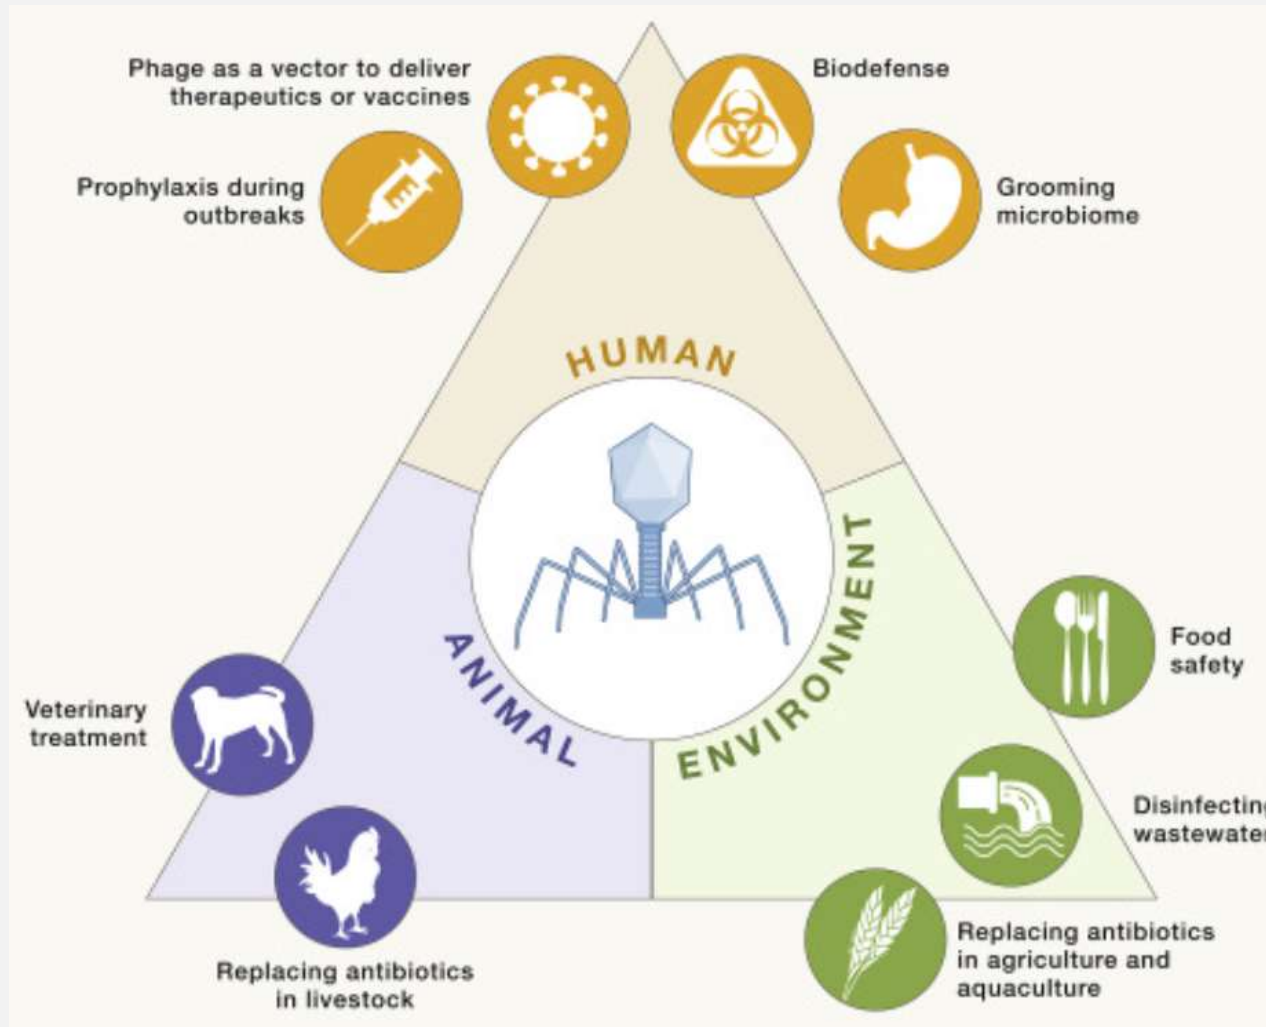 Phage as a vector to deliver
therapeutics or vaccines
Biodefense
Prophylaxis during
outbreaks
Grooming
microbiome
HUMAN
ANIMAL
ENVIRONMENT
Food
safety
Veterinary
treatment
Disinfecting
wastewater
Replacing antibiotics
in livestock
Replacing antibiotics
in agriculture and
aquaculture